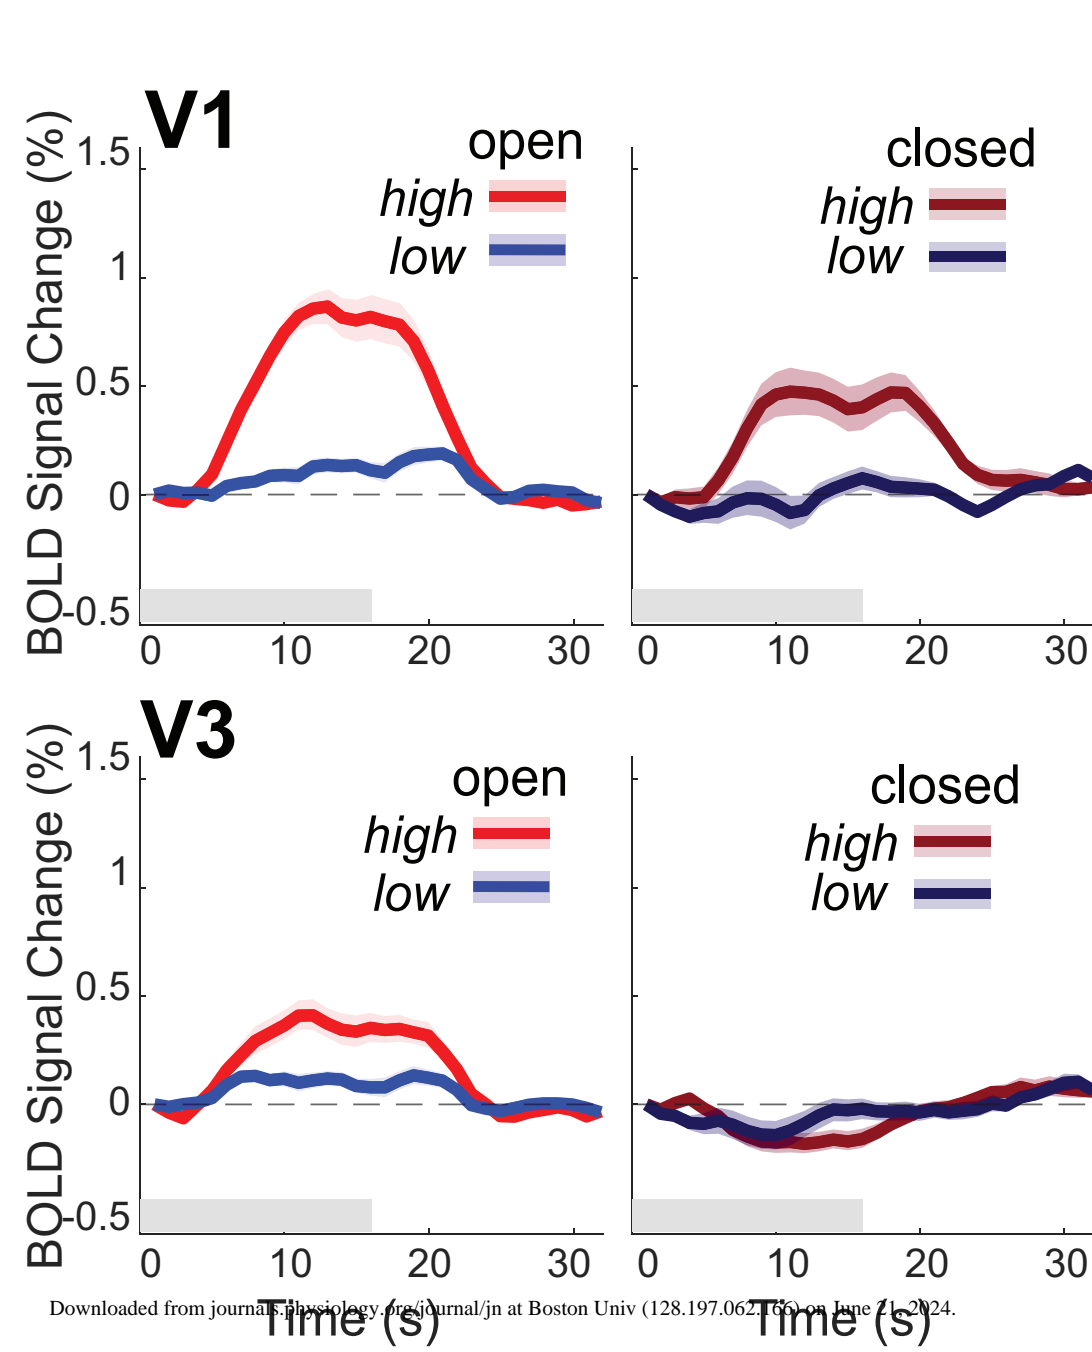 V1
open
closed
high
low
high
low
BOLD Signal Change (%)
1.5
1
0.5
0
-0.5
0 10 20 30
0 10 20 30
V3
open
closed
high
low
high
low
BOLD Signal Change (%)
1.5
1
0.5
0
-0.5
0 10 20 30
0 10 20 30
Time (s)
Time (s)
Downloaded from journals.physiology.org/journal/jn at Boston Univ (128.197.062.166) on June 21, 2024.